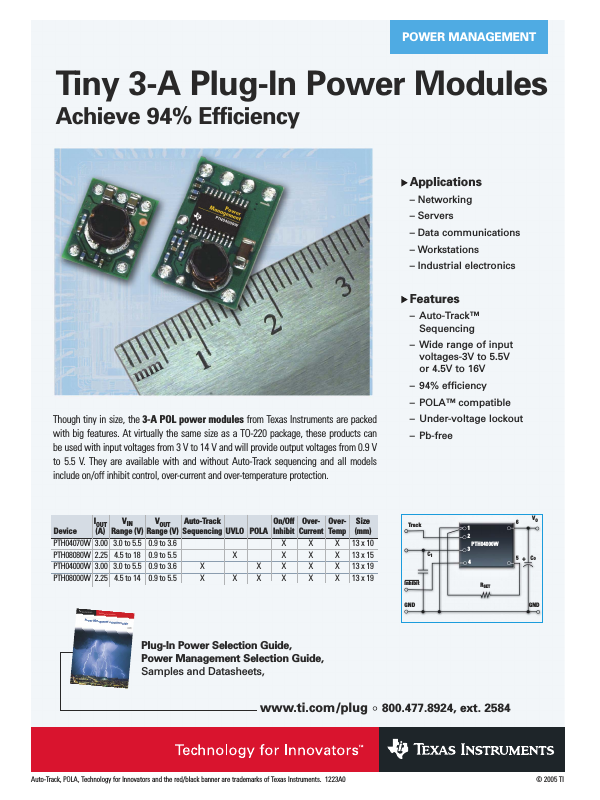 POWER MANAGEMENT
Tiny 3-A Plug-In Power Modules
Achieve 94% Efficiency
Power
Management
mm 1 2 3
▶ Applications
– Networking
– Servers
– Data communications
– Workstations
– Industrial electronics
▶ Features
– Auto-Track™
Sequencing
– Wide range of input
voltages-3V to 5.5V
or 4.5V to 16V
– 94% efficiency
– POLA™ compatible
– Under-voltage lockout
– Pb-free
Though tiny in size, the 3-A POL power modules from Texas Instruments are packed
with big features. At virtually the same size as a TO-220 package, these products can
be used with input voltages from 3 V to 14 V and will provide output voltages from 0.9 V
to 5.5 V. They are available with and without Auto-Track sequencing and all models
include on/off inhibit control, over-current and over-temperature protection.
IOUT VIN VOUT Auto-Track On/Off Over- Over- Size
Device (A) Range (V) Range (V) Sequencing UVLO POLA Inhibit Current Temp (mm)
PTH04070W 3.00 3.0 to 5.5 0.9 to 3.6 X X X 13 x 10
PTH08080W 2.25 4.5 to 18 0.9 to 5.5 X X X X 13 x 15
PTH04000W 3.00 3.0 to 5.5 0.9 to 3.6 X X X X X 13 x 19
PTH08000W 2.25 4.5 to 14 0.9 to 5.5 X X X X X X 13 x 19
Track
6 VO
1
2
PTH04000W
3
C1
4
5
+ CO
Inhibit
RSET
GND GND
Plug-In Power Selection Guide,
Power Management Selection Guide,
Samples and Datasheets,
www.ti.com/plug ○ 800.477.8924, ext. 2584
Technology for Innovators™
TEXAS INSTRUMENTS
Auto-Track, POLA, Technology for Innovators and the red/black banner are trademarks of Texas Instruments. 1223A0
© 2005 TI